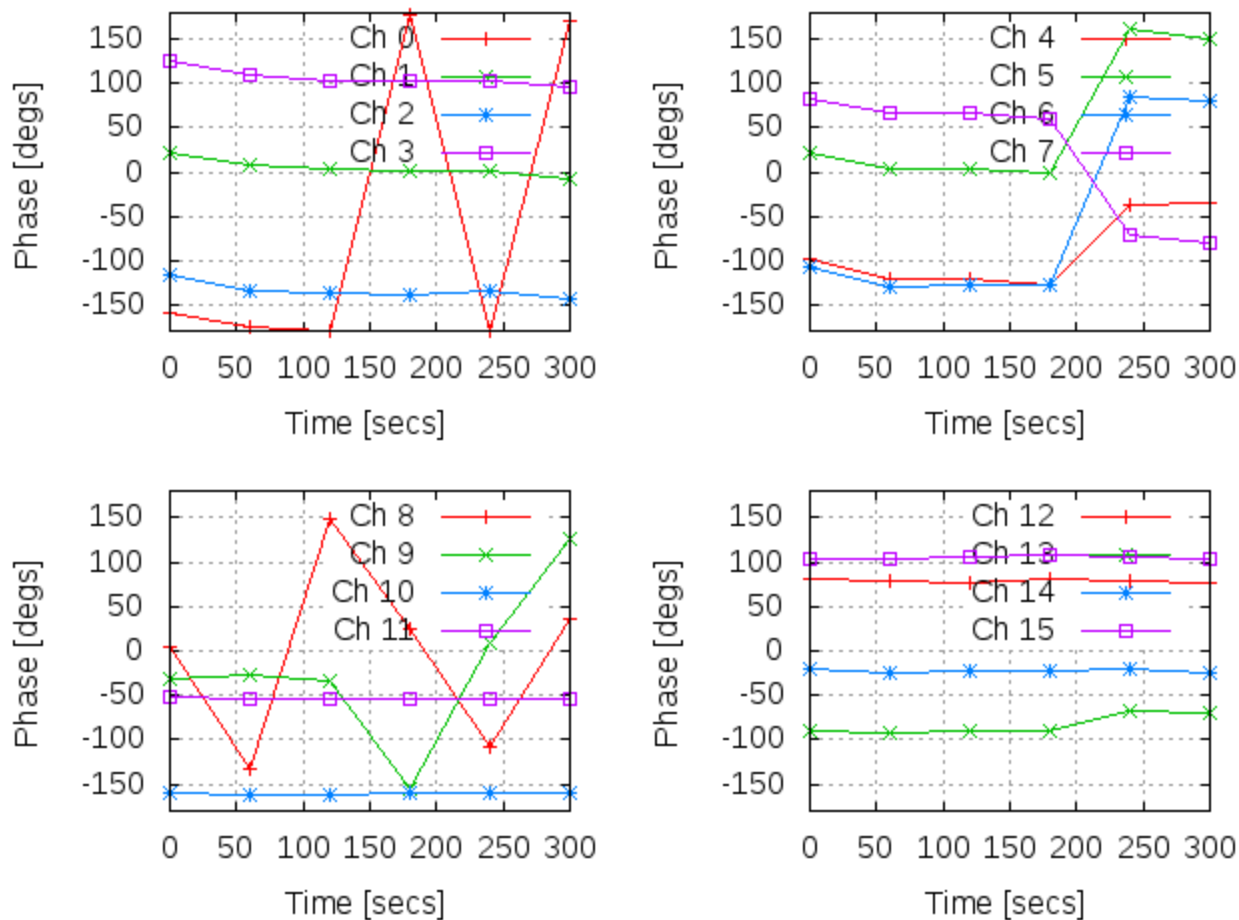 150
100
50
0
-50
-100
-150
Phase [degs]
Ch 0
Ch 1
Ch 2
Ch 3
0 50 100 150 200 250 300
Time [secs]
150
100
50
0
-50
-100
-150
Phase [degs]
Ch 4
Ch 5
Ch 6
Ch 7
0 50 100 150 200 250 300
Time [secs]
150
100
50
0
-50
-100
-150
Phase [degs]
Ch 8
Ch 9
Ch 10
Ch 11
0 50 100 150 200 250 300
Time [secs]
150
100
50
0
-50
-100
-150
Phase [degs]
Ch 12
Ch 13
Ch 14
Ch 15
0 50 100 150 200 250 300
Time [secs]